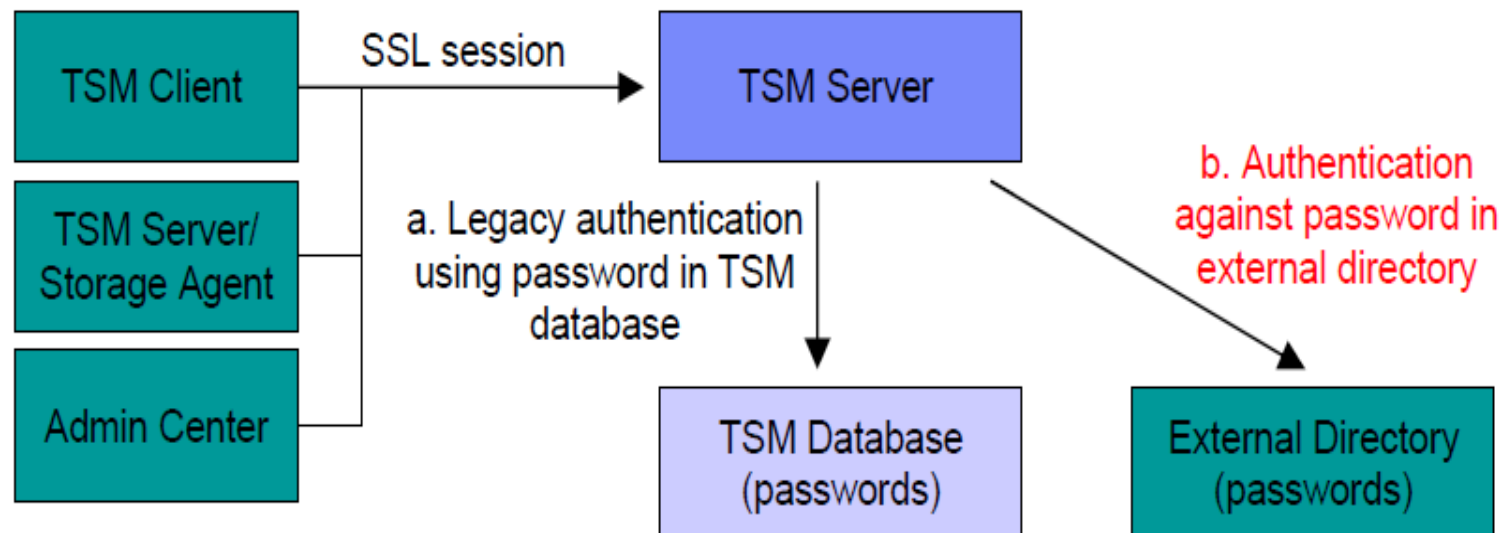 TSM Client
SSL session
TSM Server
TSM Server/
Storage Agent
Admin Center
a. Legacy authentication
using password in TSM
database
b. Authentication
against password in
external directory
TSM Database
(passwords)
External Directory
(passwords)